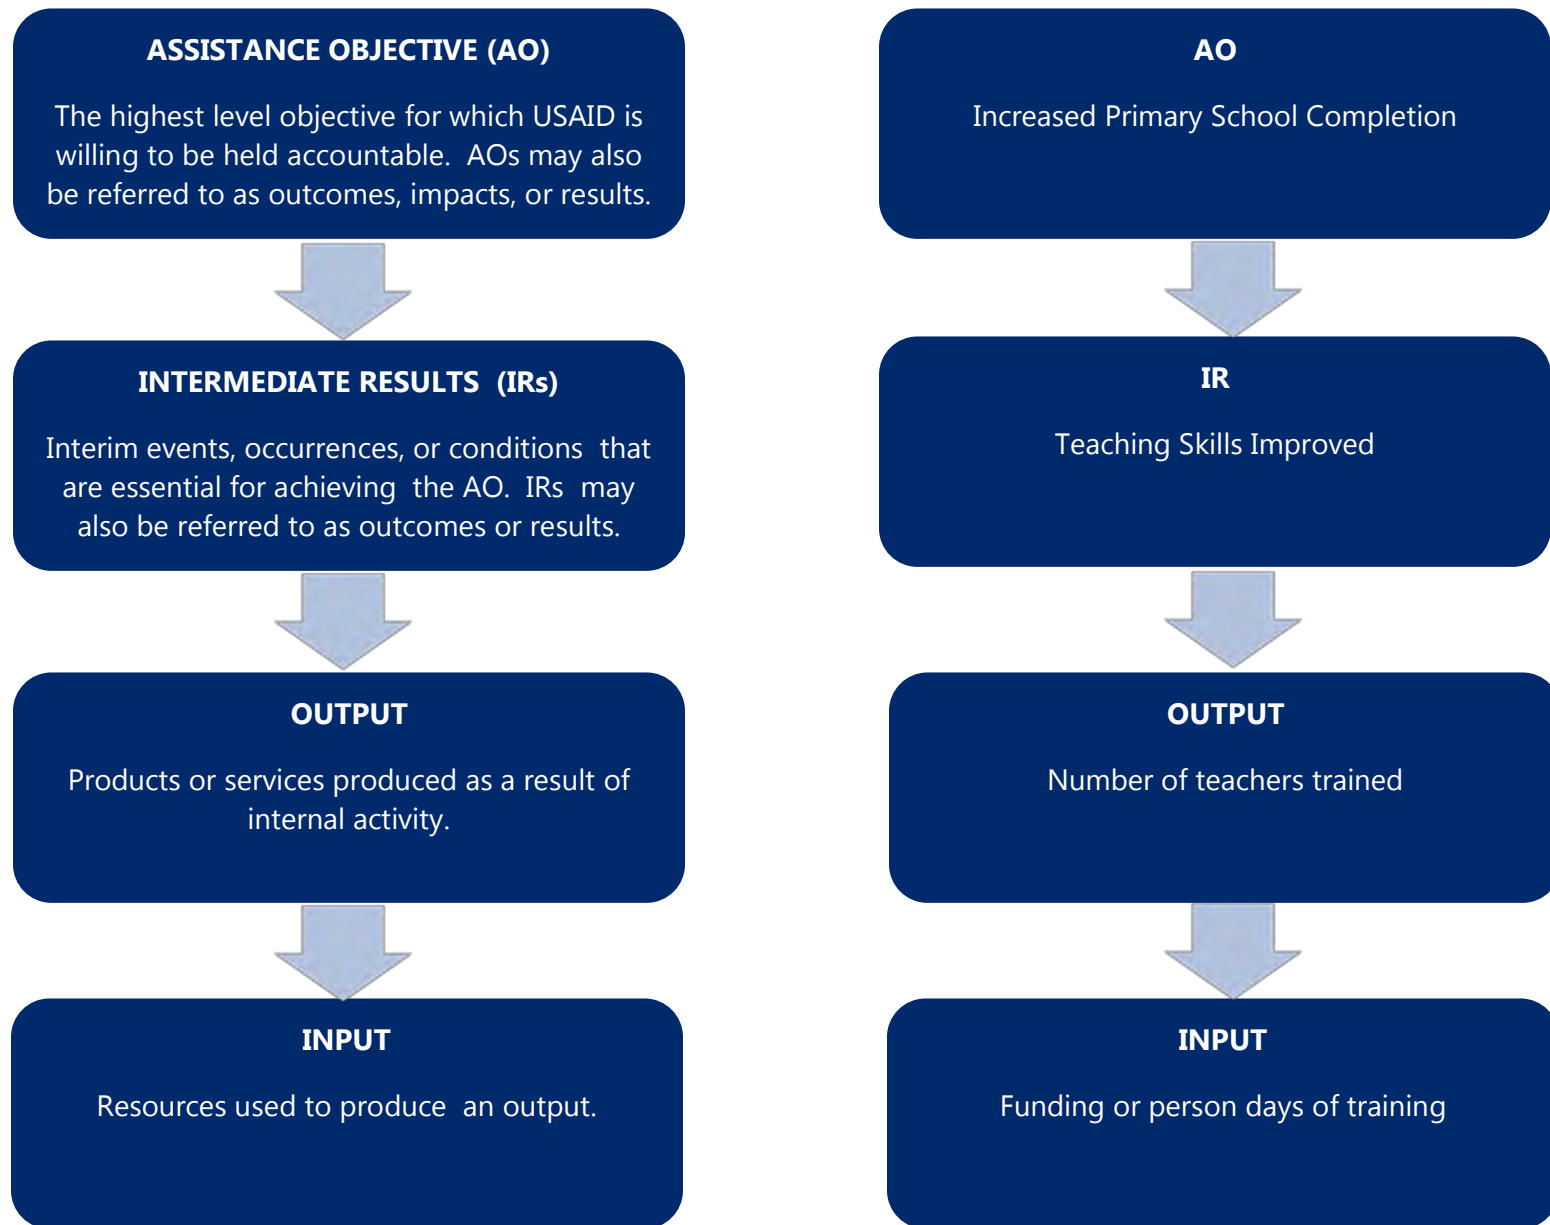 ASSISTANCE OBJECTIVE (AO)
The highest level objective for which USAID is
willing to be held accountable.  AOs may also
be referred to as outcomes, impacts, or results.
INTERMEDIATE RESULTS  (IRs)
Interim events, occurrences, or conditions  that
are essential for achieving  the AO.  IRs  may
also be referred to as outcomes or results.
OUTPUT
Products or services produced as a result of
internal activity.
INPUT
Resources used to produce  an output.
AO
Increased Primary School Completion
IR
Teaching Skills Improved
OUTPUT
Number of teachers trained
INPUT
Funding or person days of training